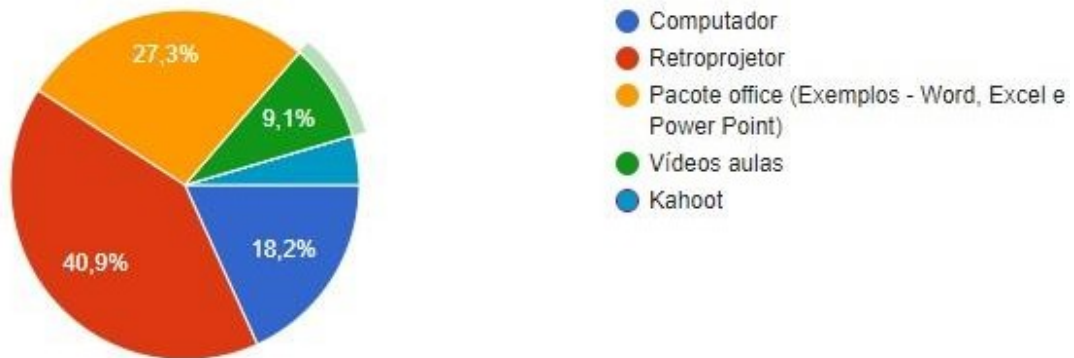 27,3%
9,1%
40,9%
18,2%
Computador
Retroprojetor
Pacote office (Exemplos - Word, Excel e
Power Point)
Vídeos aulas
Kahoot